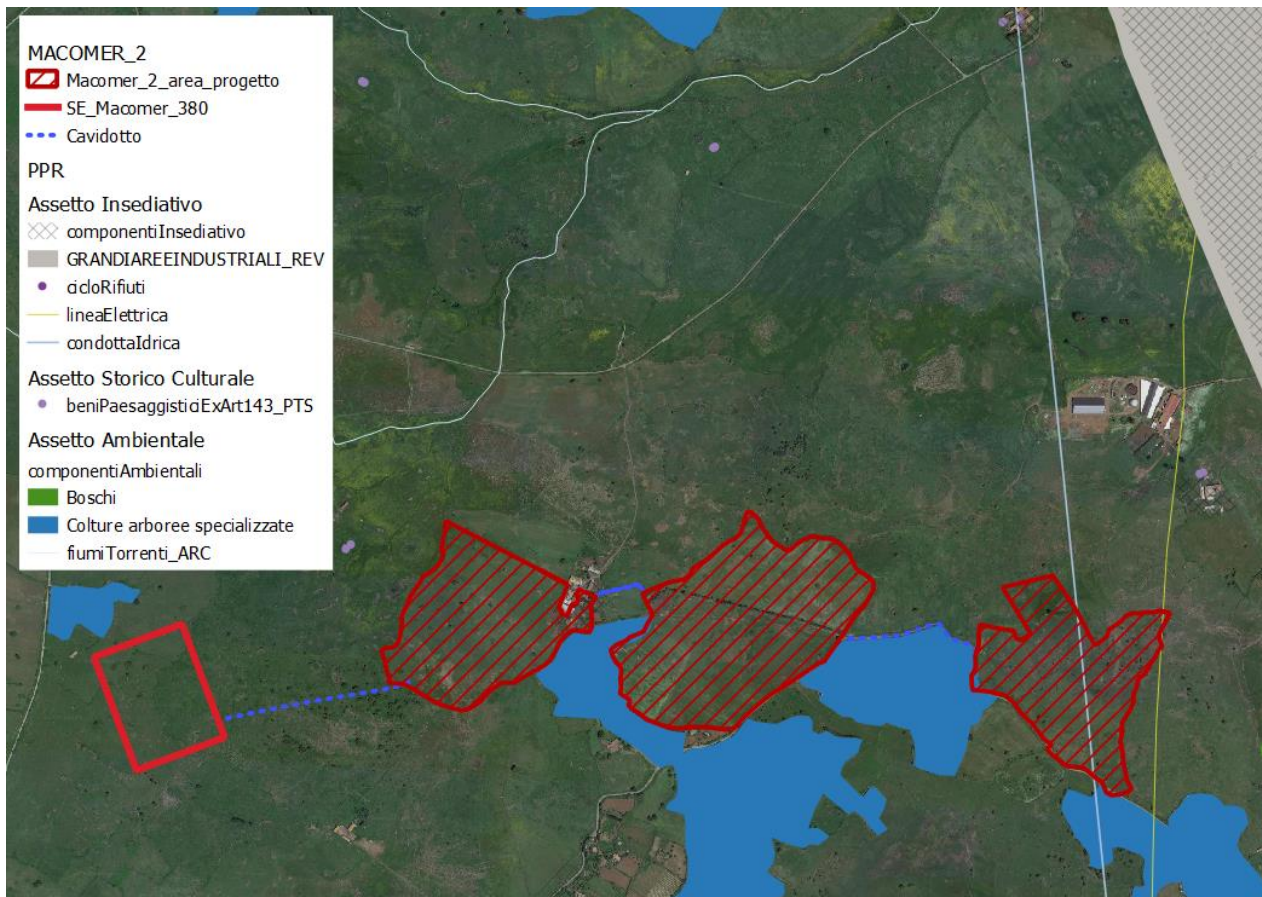 MACOMER_2
Macomer_2_area_progetto
SE_Macomer_380
Cavidotto
PPR
Assetto Insediativo
componentiInsediativo
GRANDIAREEINDUSTRIALI_REV
cicloRifiuti
lineaElettrica
condottaIdrica
Assetto Storico Culturale
beniPaesaggisticiExArt143_PTS
Assetto Ambientale
componentiAmbientali
Boschi
Colture arboree specializzate
fiumiTorrenti_ARC